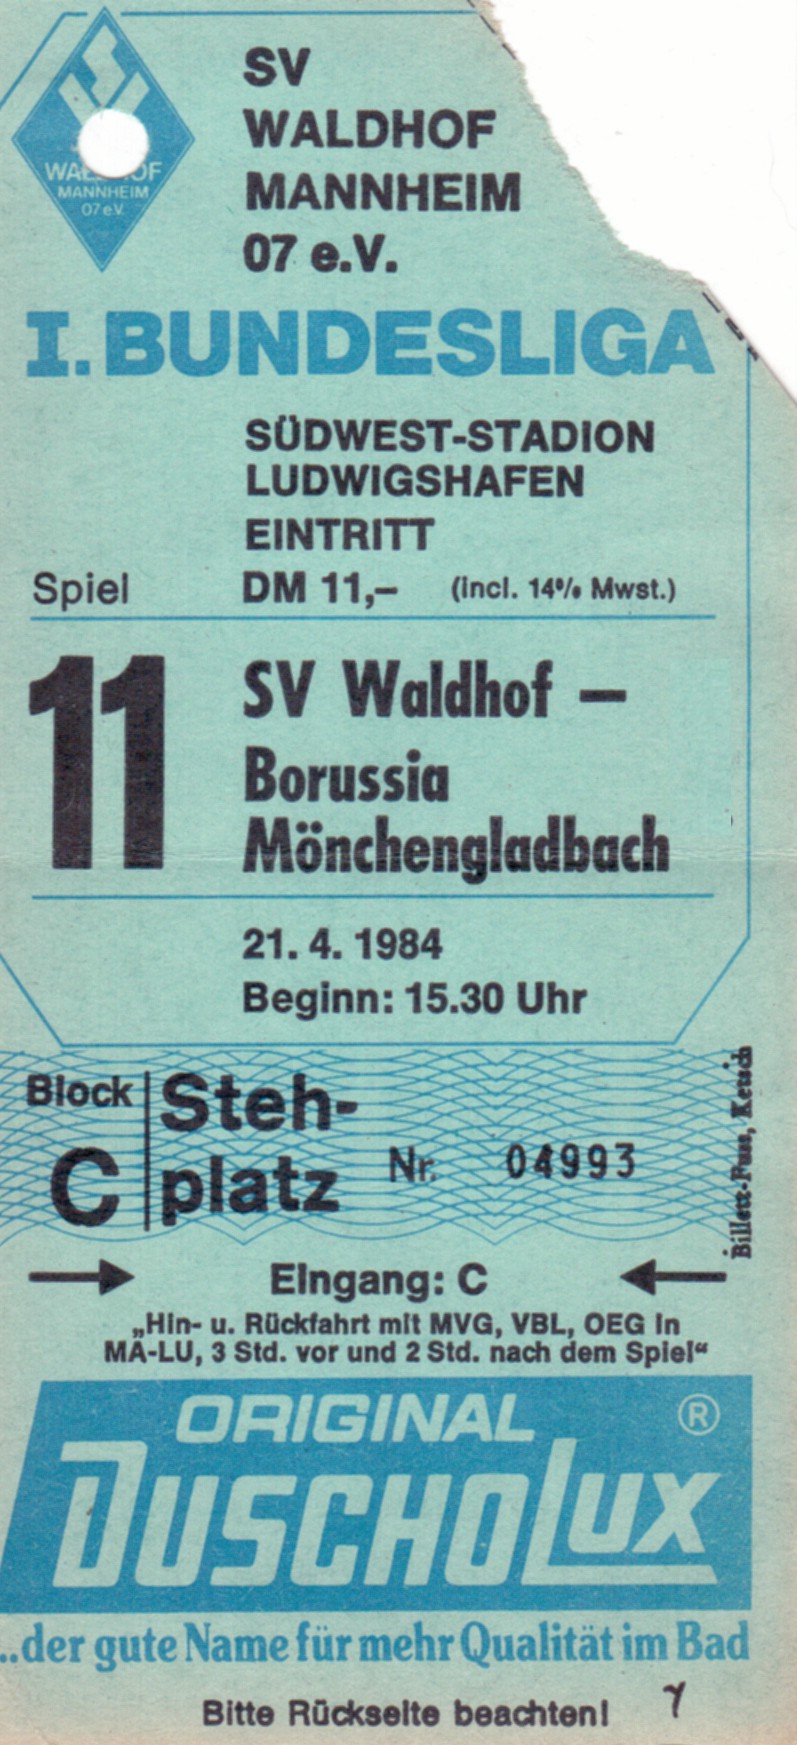 SV
WALDHOF
MANNHEIM
07 e.V.
WALDHOF
MANNHEIM
07 e.V.
I. BUNDESLIGA
SÜDWEST-STADION
LUDWIGSHAFEN
EINTRITT
Spiel DM 11,– (incl. 14% Mwst.)
11 SV Waldhof –
Borussia
Mönchengladbach
21. 4. 1984
Beginn: 15.30 Uhr
Block Steh-
C platz Nr. 04993
Billett-Fus, Ketsch
Eingang: C
„Hin- u. Rückfahrt mit MVG, VBL, OEG in
MA-LU, 3 Std. vor und 2 Std. nach dem Spiel“
ORIGINAL ®
DUSCHOLUX
...der gute Name für mehr Qualität im Bad
Bitte Rückseite beachten!